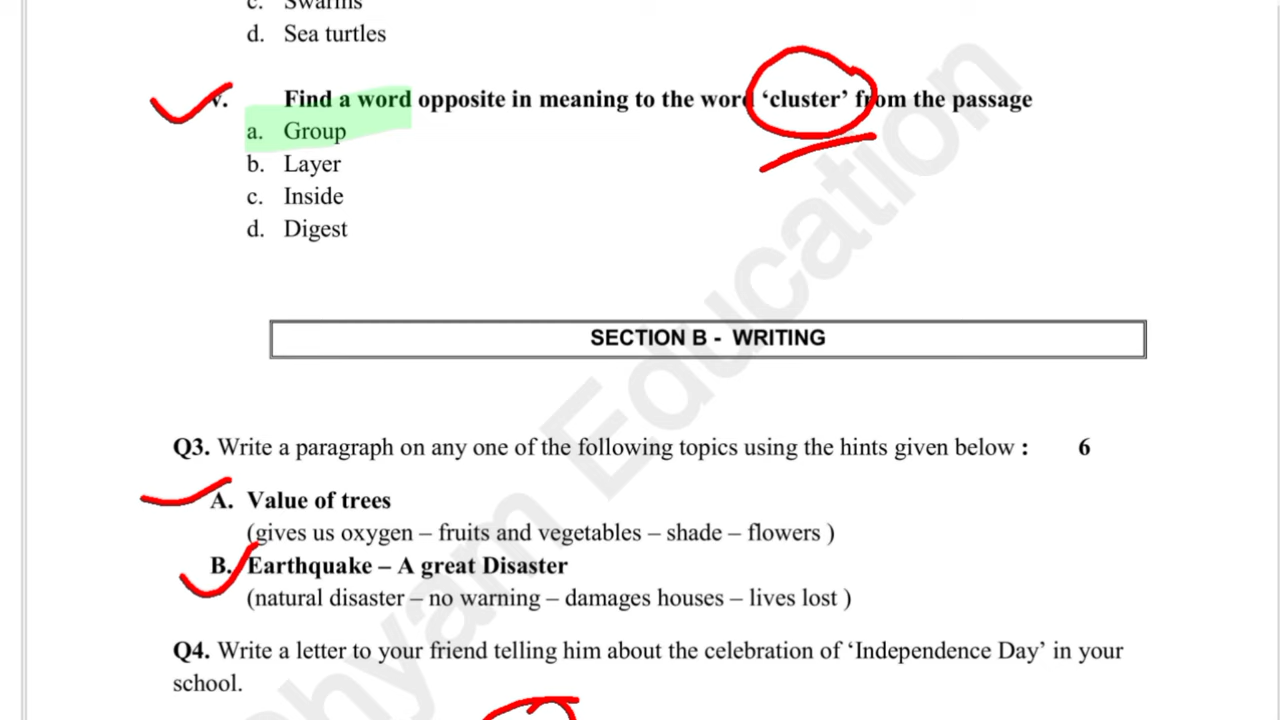 c. Swarms
d. Sea turtles
v. Find a word opposite in meaning to the word ‘cluster’ from the passage
a. Group
b. Layer
c. Inside
d. Digest
SECTION B - WRITING
Q3. Write a paragraph on any one of the following topics using the hints given below : 6
A. Value of trees
(gives us oxygen – fruits and vegetables – shade – flowers )
B. Earthquake – A great Disaster
(natural disaster – no warning – damages houses – lives lost )
Q4. Write a letter to your friend telling him about the celebration of ‘Independence Day’ in your
school.
hyam Education